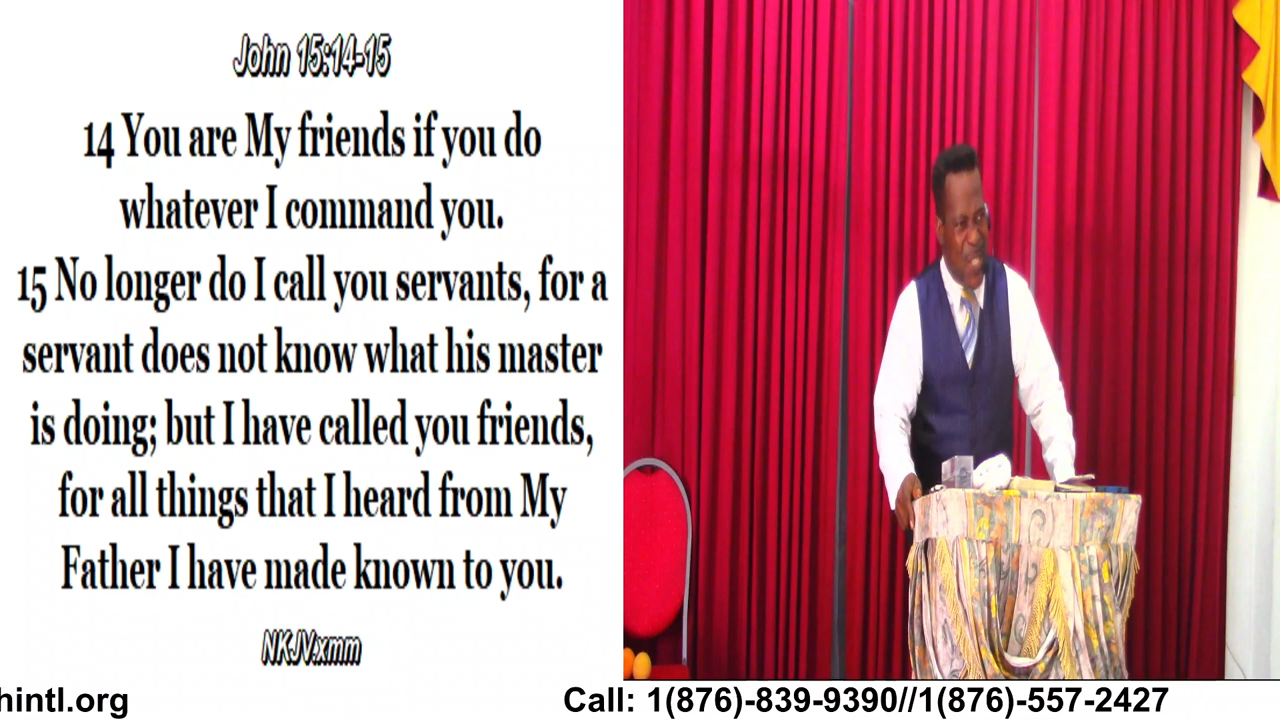 John 15:14-15
14 You are My friends if you do
whatever I command you.
15 No longer do I call you servants, for a
servant does not know what his master
is doing; but I have called you friends,
for all things that I heard from My
Father I have made known to you.
NKJV:xmm
hintl.org
Call: 1(876)-839-9390//1(876)-557-2427